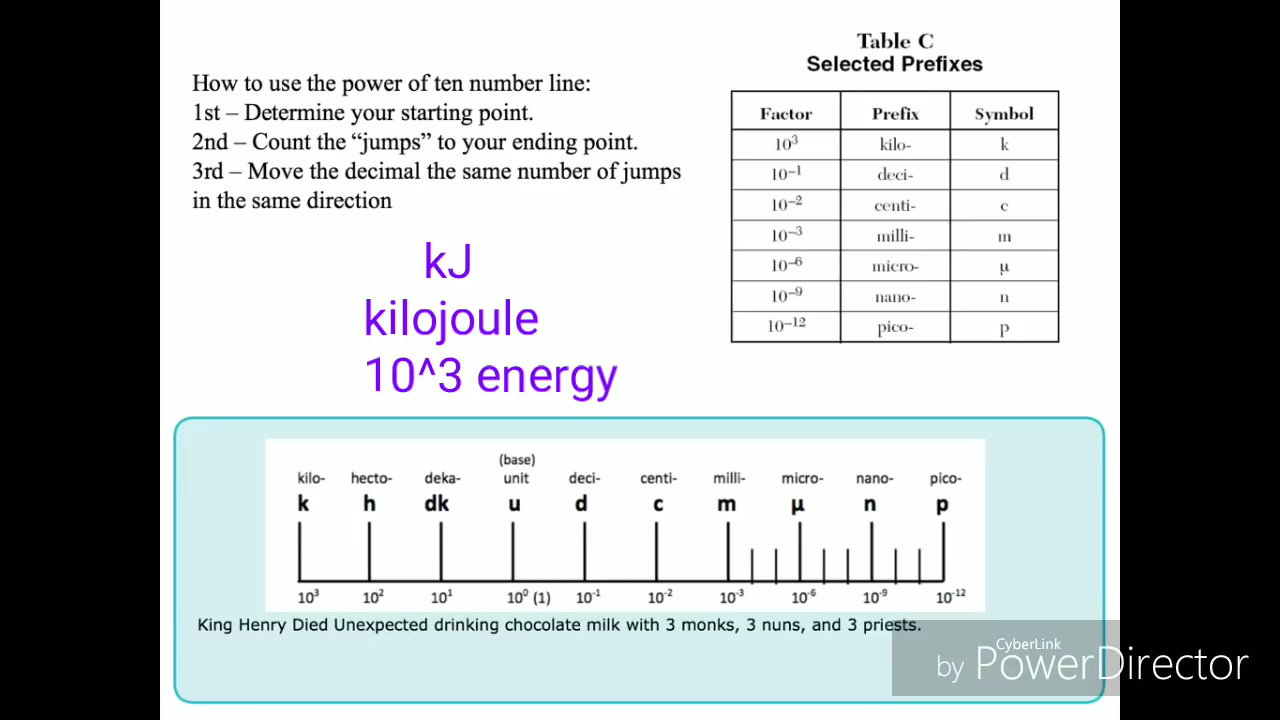 How to use the power of ten number line:
1st – Determine your starting point.
2nd – Count the “jumps” to your ending point.
3rd – Move the decimal the same number of jumps
in the same direction
kJ
kilojoule
10^3 energy
Table C
Selected Prefixes
Factor Prefix Symbol
10³ kilo- k
10⁻¹ deci- d
10⁻² centi- c
10⁻³ milli- m
10⁻⁶ micro- µ
10⁻⁹ nano- n
10⁻¹² pico- p
(base)
kilo- hecto- deka- unit deci- centi- milli- micro- nano- pico-
k h dk u d c m µ n p
10³ 10² 10¹ 10⁰ (1) 10⁻¹ 10⁻² 10⁻³ 10⁻⁶ 10⁻⁹ 10⁻¹²
King Henry Died Unexpected drinking chocolate milk with 3 monks, 3 nuns, and 3 priests.
CyberLink
by PowerDirector